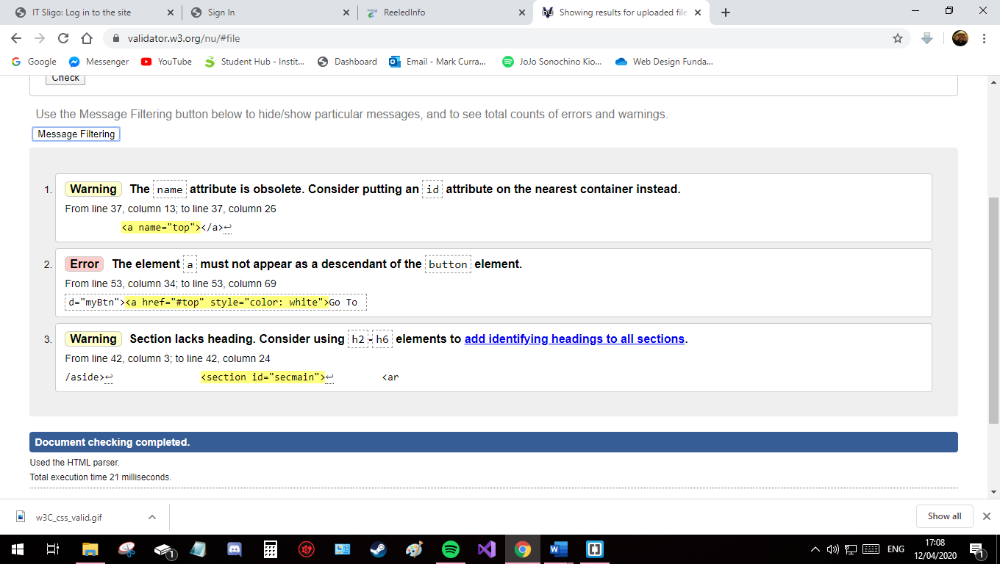 IT Sligo: Log in to the site
Sign In
ReeledInfo
nu Showing results for uploaded file
validator.w3.org/nu/#file
Google Messenger YouTube Student Hub - Instit... Dashboard Email - Mark Curra... JoJo Sonochino Kio... Web Design Funda...
Check
Use the Message Filtering button below to hide/show particular messages, and to see total counts of errors and warnings.
Message Filtering
1. Warning The name attribute is obsolete. Consider putting an id attribute on the nearest container instead.
From line 37, column 13; to line 37, column 26
<a name="top"></a>↩
2. Error The element a must not appear as a descendant of the button element.
From line 53, column 34; to line 53, column 69
d="myBtn"><a href="#top" style="color: white">Go To
3. Warning Section lacks heading. Consider using h2-h6 elements to add identifying headings to all sections.
From line 42, column 3; to line 42, column 24
/aside>↩ <section id="secmain">↩ <ar
Document checking completed.
Used the HTML parser.
Total execution time 21 milliseconds.
w3C_css_valid.gif
Show all
1
ENG
17:08
12/04/2020
1